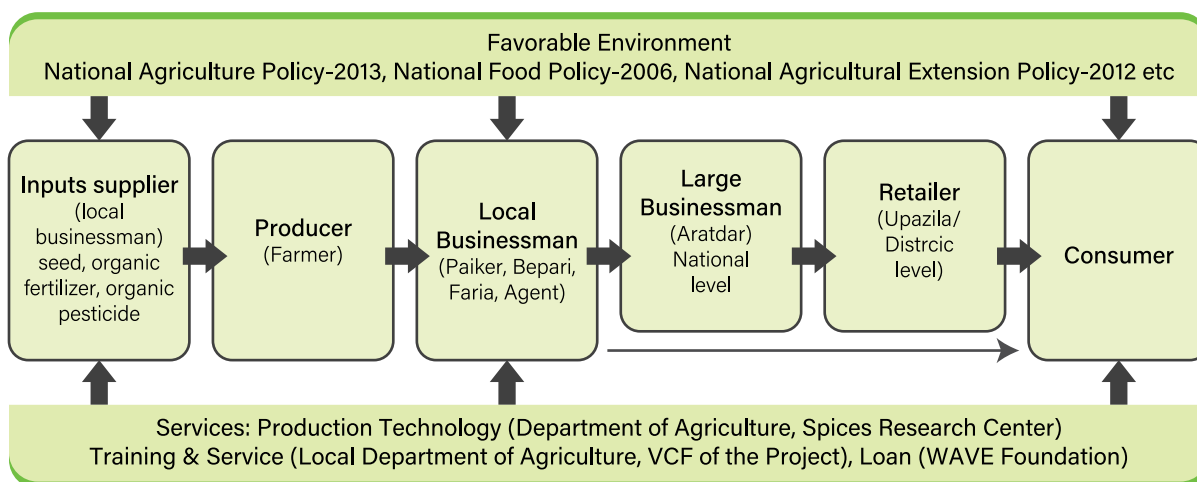 Favorable Environment
National Agriculture Policy-2013, National Food Policy-2006, National Agricultural Extension Policy-2012 etc
Inputs supplier
(local
businessman)
seed, organic
fertilizer, organic
pesticide
Producer
(Farmer)
Local
Businessman
(Paiker, Bepari,
Faria, Agent)
Large
Businessman
(Aratdar)
National
level
Retailer
(Upazila/
Distrcic
level)
Consumer
Services: Production Technology (Department of Agriculture, Spices Research Center)
Training & Service (Local Department of Agriculture, VCF of the Project), Loan (WAVE Foundation)